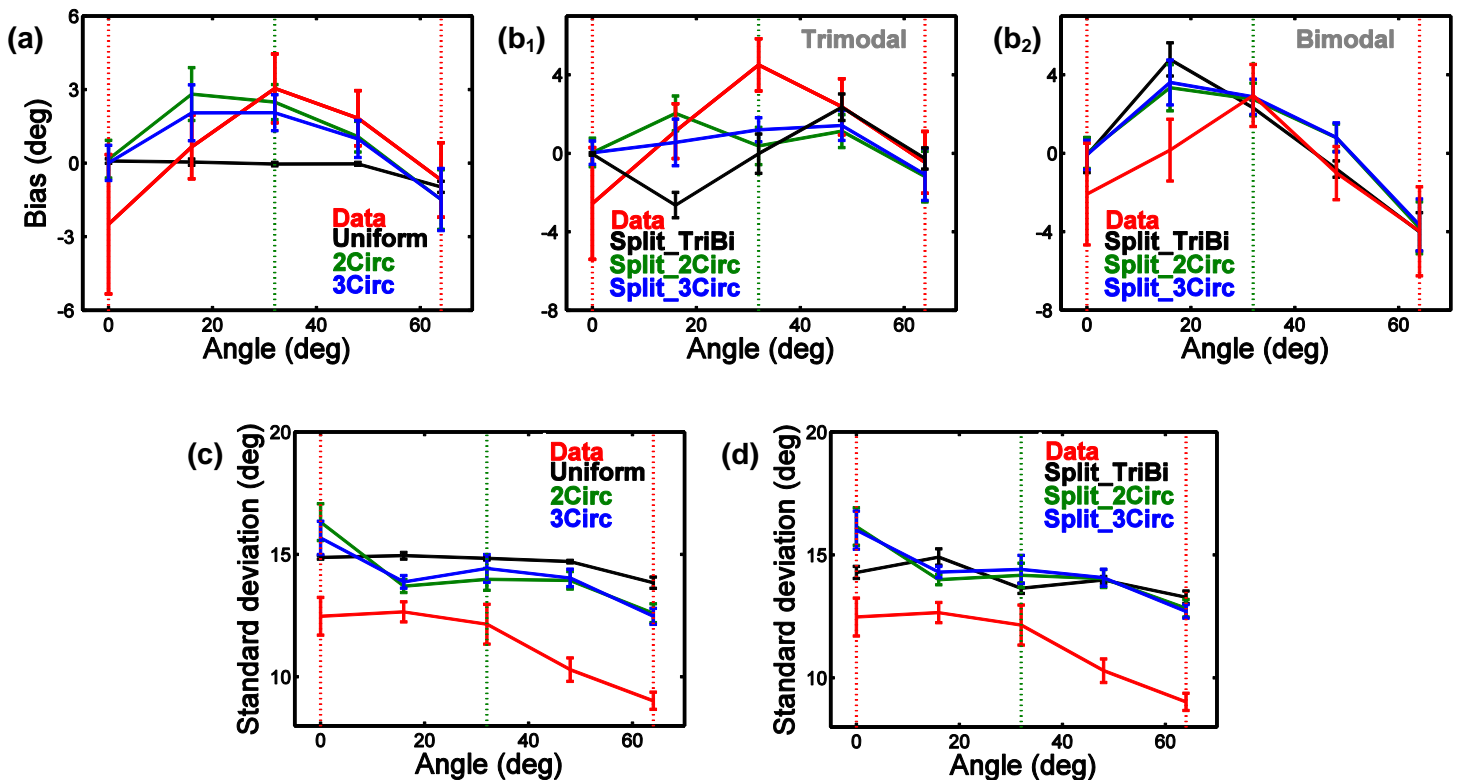 (a)
Bias (deg)
6
3
0
-3
-6
0 20 40 60
Angle (deg)
Data
Uniform
2Circ
3Circ
(b1)
Trimodal
4
0
-4
-8
0 20 40 60
Angle (deg)
Data
Split_TriBi
Split_2Circ
Split_3Circ
(b2)
Bimodal
4
0
-4
-8
0 20 40 60
Angle (deg)
Data
Split_TriBi
Split_2Circ
Split_3Circ
(c)
Standard deviation (deg)
20
15
10
0 20 40 60
Angle (deg)
Data
Uniform
2Circ
3Circ
(d)
Standard deviation (deg)
20
15
10
0 20 40 60
Angle (deg)
Data
Split_TriBi
Split_2Circ
Split_3Circ